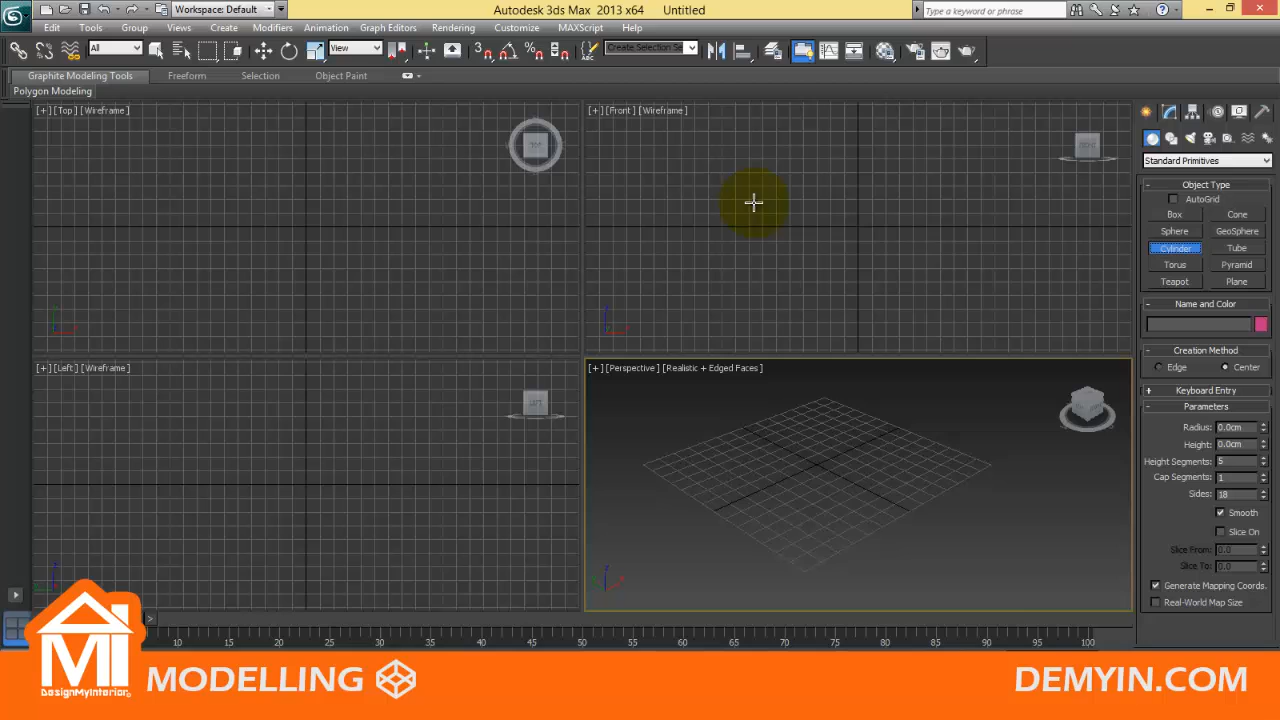 Workspace: Default
Autodesk 3ds Max 2013 x64 Untitled
Type a keyword or phrase
Edit Tools Group Views Create Modifiers Animation Graph Editors Rendering Customize MAXScript Help
All
View
3
Create Selection Se
Graphite Modeling Tools Freeform Selection Object Paint
Polygon Modeling
[+] [Top] [Wireframe]
TOP
[+] [Front] [Wireframe]
FRONT
[+] [Left] [Wireframe]
LEFT
[+] [Perspective] [Realistic + Edged Faces]
Standard Primitives
Object Type
AutoGrid
Box Cone
Sphere GeoSphere
Cylinder Tube
Torus Pyramid
Teapot Plane
Name and Color
Creation Method
Edge Center
Keyboard Entry
Parameters
Radius: 0.0cm
Height: 0.0cm
Height Segments: 5
Cap Segments: 1
Sides: 18
Smooth
Slice On
Slice From: 0.0
Slice To: 0.0
Generate Mapping Coords.
Real-World Map Size
10 15 20 25 30 35 40 45 50 55 60 65 70 75 80 85 90 95 100
MI
DesignMyInterior.
MODELLING
DEMYIN.COM